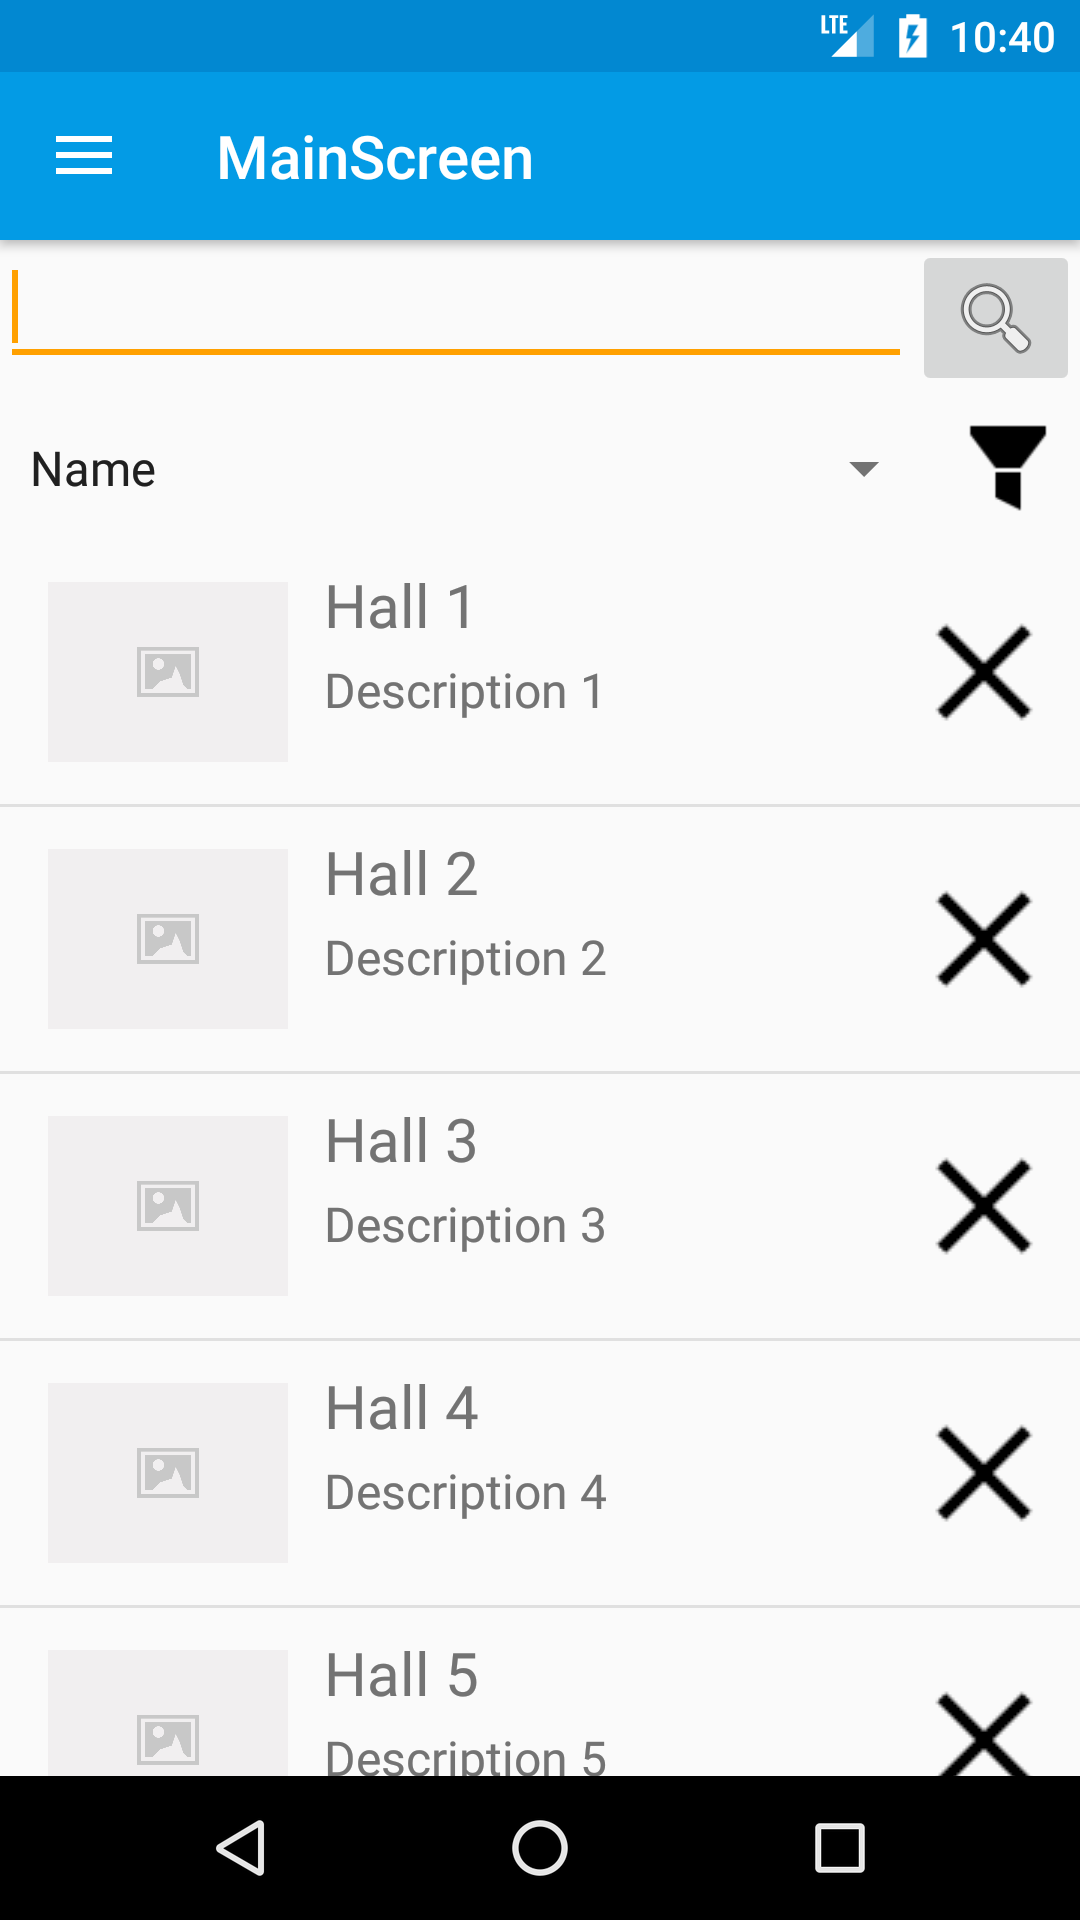 LTE 10:40
MainScreen
Name
Hall 1
Description 1
Hall 2
Description 2
Hall 3
Description 3
Hall 4
Description 4
Hall 5
Description 5